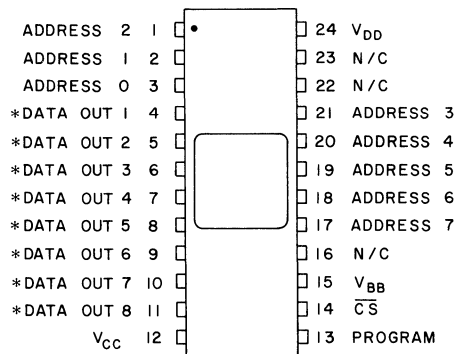 ADDRESS 2 1 24 VDD
ADDRESS 1 2 23 N/C
ADDRESS 0 3 22 N/C
*DATA OUT 1 4 21 ADDRESS 3
*DATA OUT 2 5 20 ADDRESS 4
*DATA OUT 3 6 19 ADDRESS 5
*DATA OUT 4 7 18 ADDRESS 6
*DATA OUT 5 8 17 ADDRESS 7
*DATA OUT 6 9 16 N/C
*DATA OUT 7 10 15 VBB
*DATA OUT 8 11 14 C̅S̅
VCC 12 13 PROGRAM